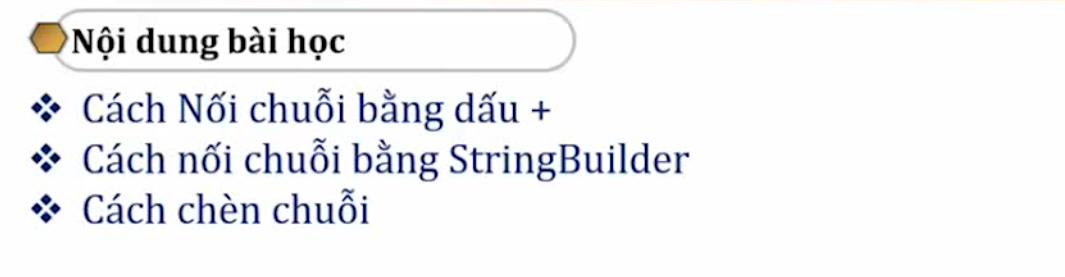 Nội dung bài học
❖ Cách Nối chuỗi bằng dấu +
❖ Cách nối chuỗi bằng StringBuilder
❖ Cách chèn chuỗi